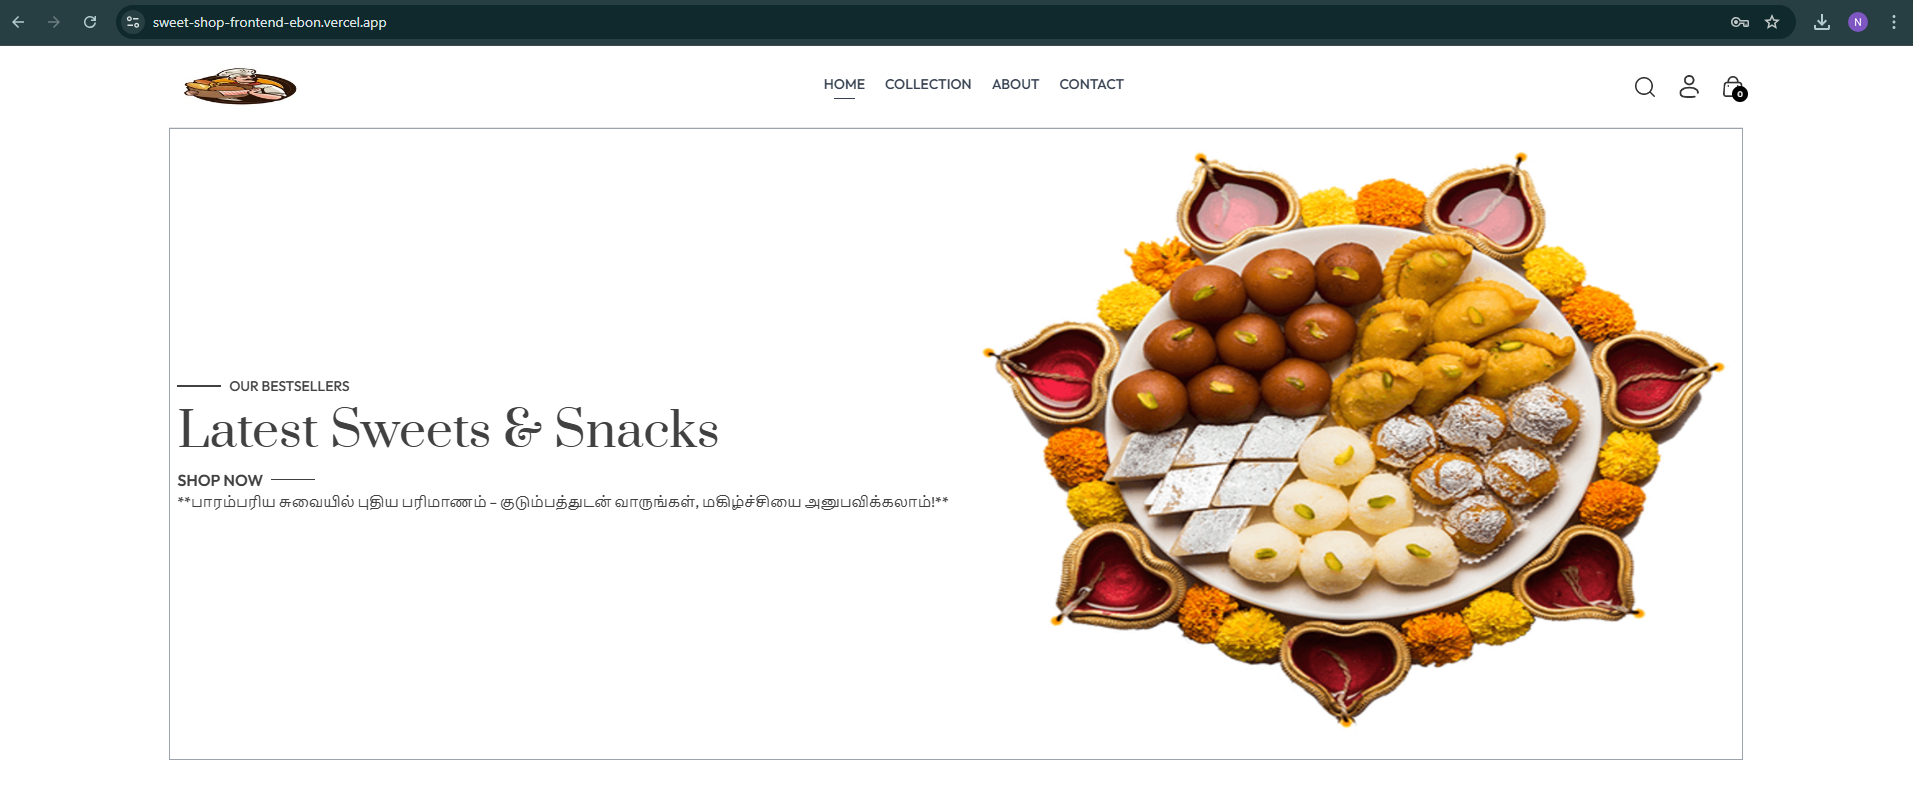 sweet-shop-frontend-ebon.vercel.app
N
HOME COLLECTION ABOUT CONTACT
0
OUR BESTSELLERS
Latest Sweets & Snacks
SHOP NOW
**பாரம்பரிய சுவையில் புதிய பரிமாணம் – குடும்பத்துடன் வாருங்கள், மகிழ்ச்சியை அனுபவிக்கலாம்!**